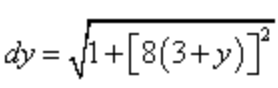 dy = √(1+[8(3+y)]²)